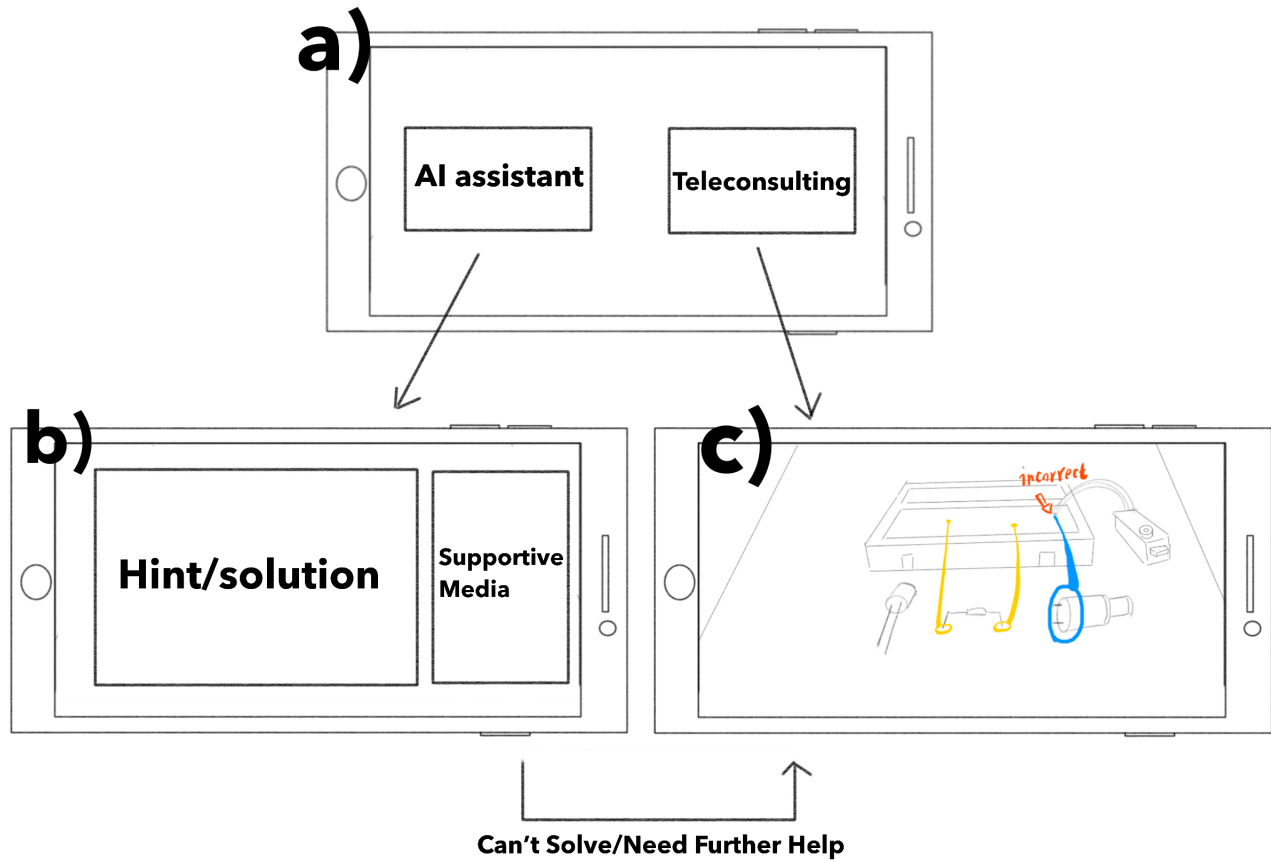 a)
AI assistant
Teleconsulting
b)
Hint/solution
Supportive
Media
c)
incorrect
Can't Solve/Need Further Help